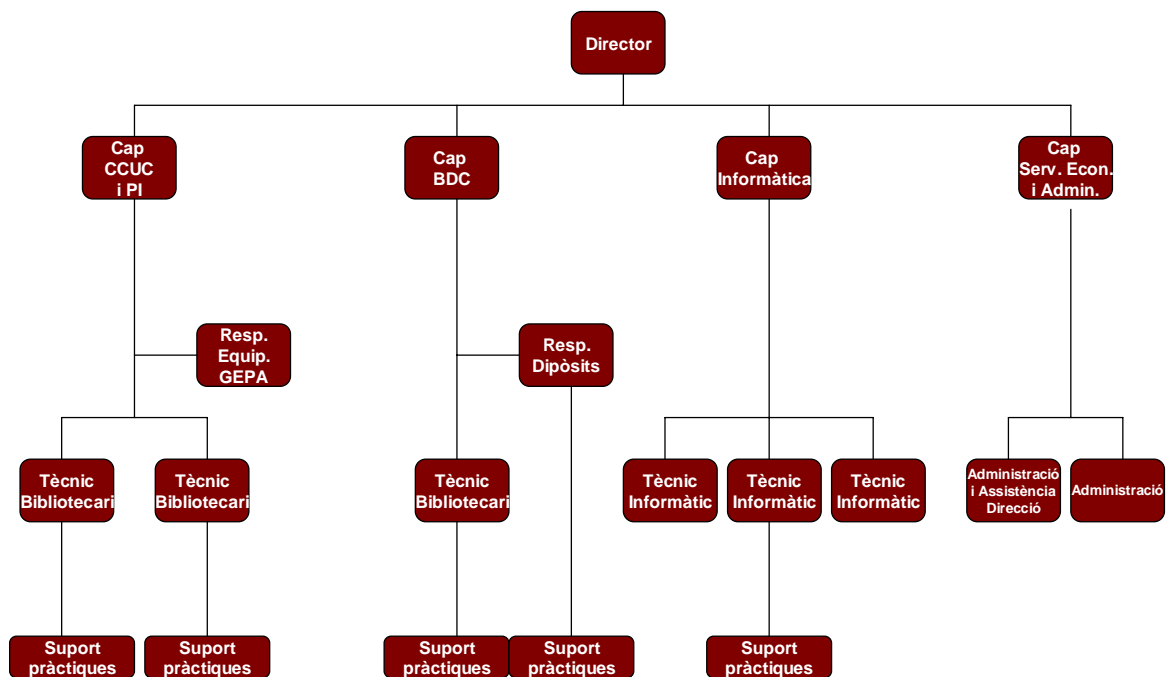 Director
Cap
CCUC
i PI
Cap
BDC
Cap
Informàtica
Cap
Serv. Econ.
i Admin.
Resp.
Equip.
GEPA
Resp.
Dipòsits
Tècnic
Bibliotecari
Tècnic
Bibliotecari
Tècnic
Bibliotecari
Tècnic
Informàtic
Tècnic
Informàtic
Tècnic
Informàtic
Administració
i Assistència
Direcció
Administració
Suport
pràctiques
Suport
pràctiques
Suport
pràctiques
Suport
pràctiques
Suport
pràctiques